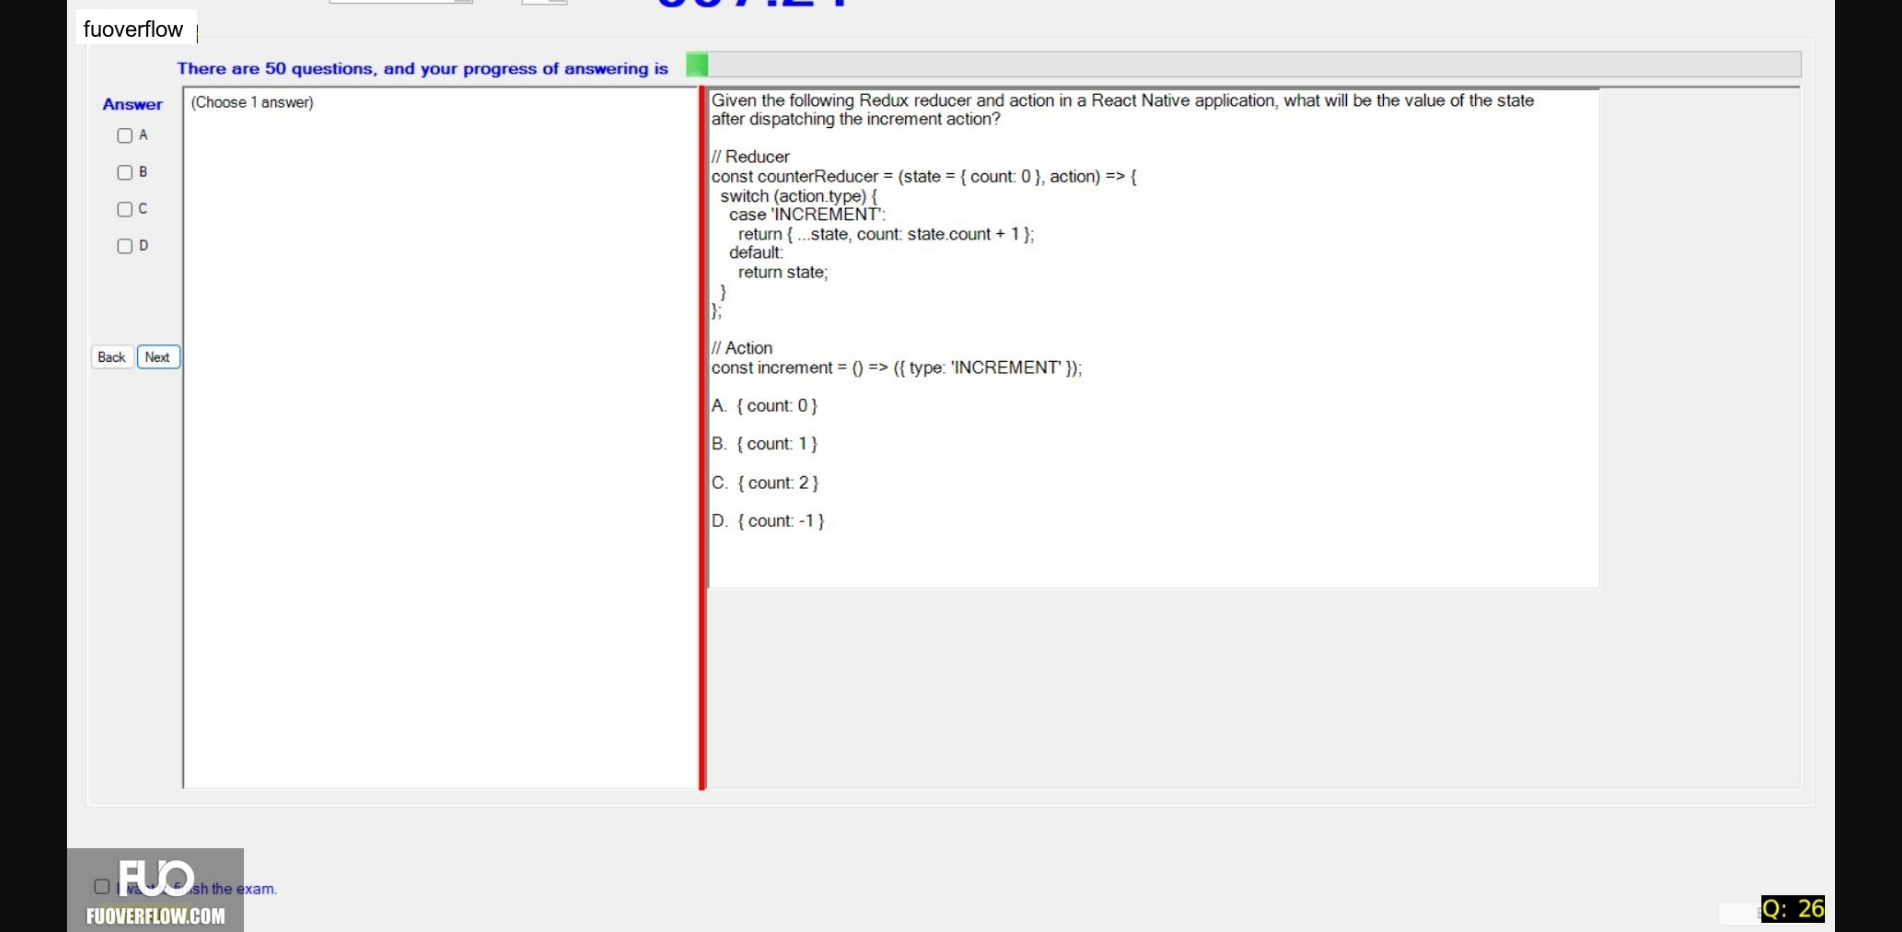 fuoverflow
There are 50 questions, and your progress of answering is
Answer
(Choose 1 answer)
A
B
C
D
Back Next
Given the following Redux reducer and action in a React Native application, what will be the value of the state
after dispatching the increment action?
// Reducer
const counterReducer = (state = { count: 0 }, action) => {
switch (action.type) {
case 'INCREMENT':
return { ...state, count: state.count + 1 };
default:
return state;
}
};
// Action
const increment = () => ({ type: 'INCREMENT' });
A. { count: 0 }
B. { count: 1 }
C. { count: 2 }
D. { count: -1 }
sh the exam.
FUO
FUOVERFLOW.COM
Q: 26